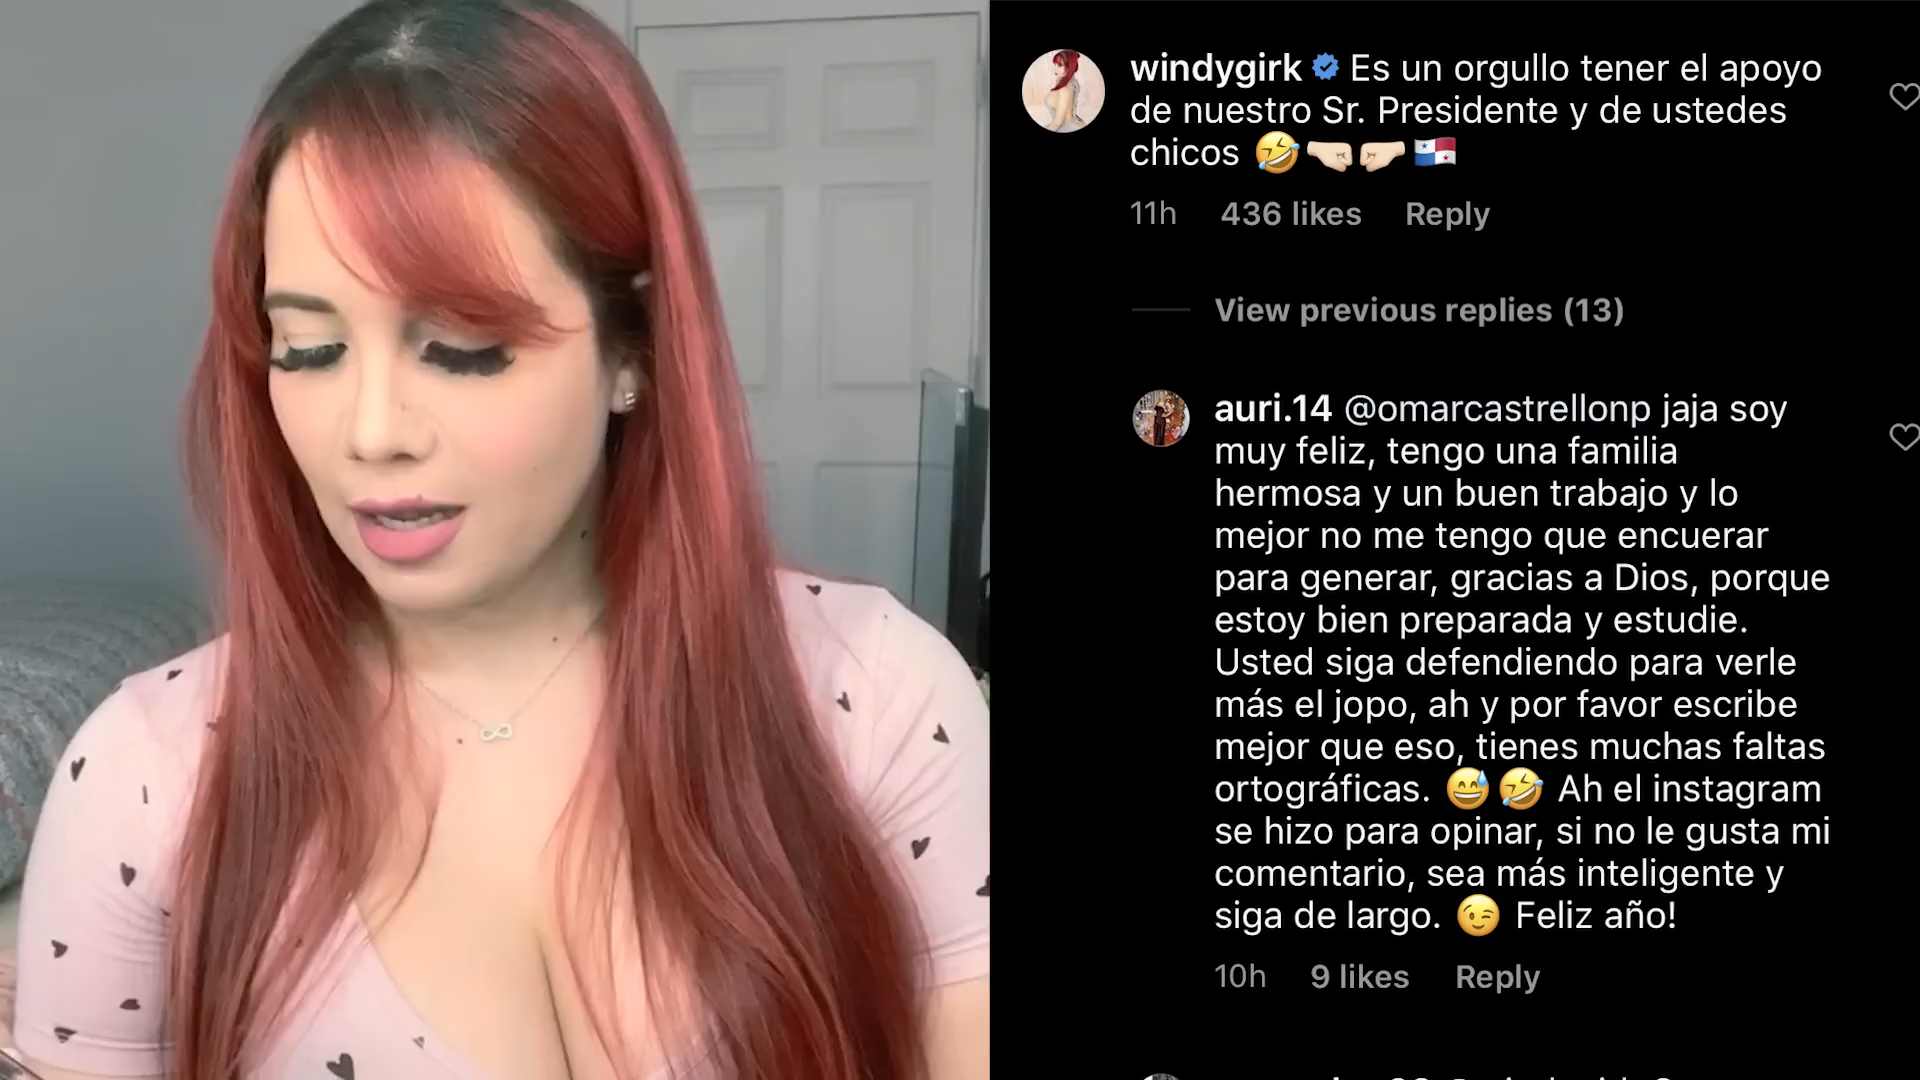 windygirk Es un orgullo tener el apoyo
de nuestro Sr. Presidente y de ustedes
chicos 🤣🤛🏻🤜🏻🇵🇦
11h 436 likes Reply
View previous replies (13)
auri.14 @omarcastrellonp jaja soy
muy feliz, tengo una familia
hermosa y un buen trabajo y lo
mejor no me tengo que encuerar
para generar, gracias a Dios, porque
estoy bien preparada y estudie.
Usted siga defendiendo para verle
más el jopo, ah y por favor escribe
mejor que eso, tienes muchas faltas
ortográficas. 😅🤣 Ah el instagram
se hizo para opinar, si no le gusta mi
comentario, sea más inteligente y
siga de largo. 😉 Feliz año!
10h 9 likes Reply